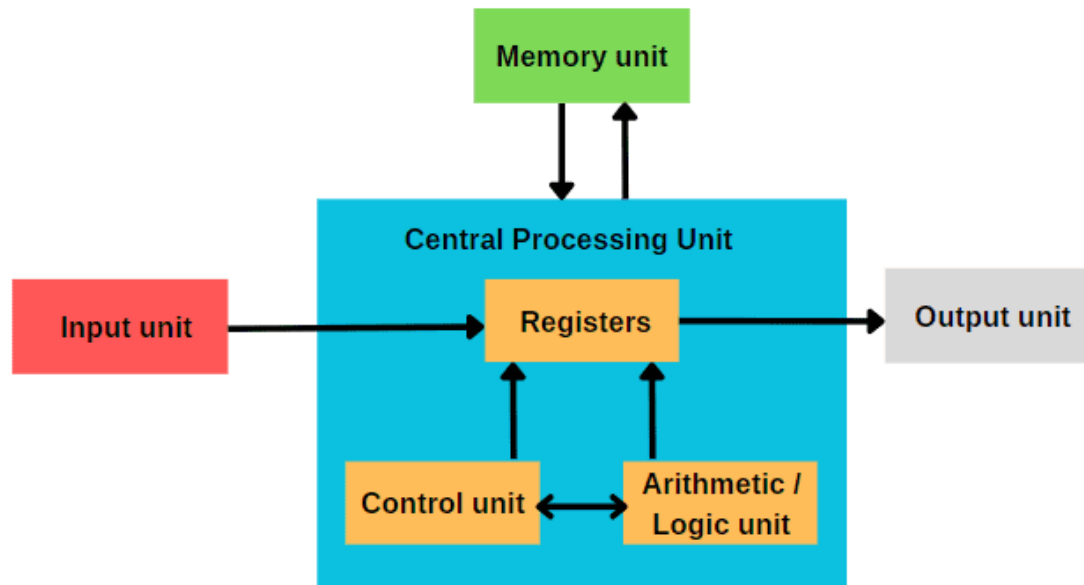 Memory unit
Central Processing Unit
Input unit
Registers
Output unit
Control unit
Arithmetic /
Logic unit